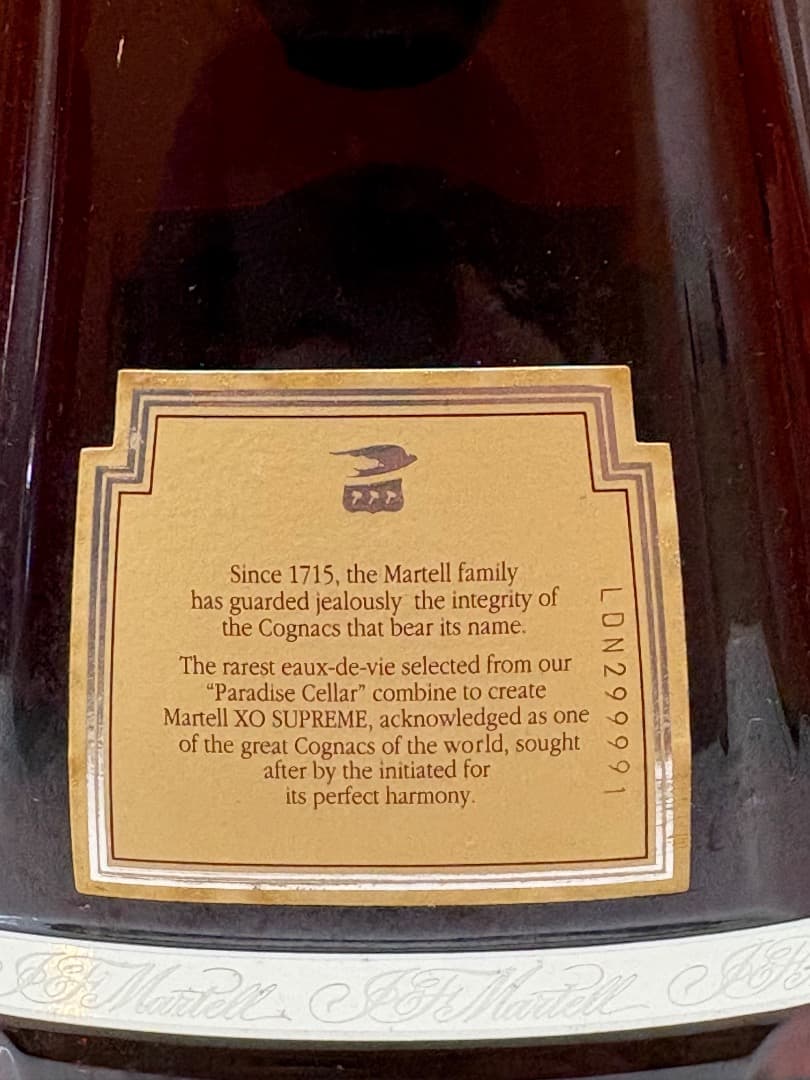 Since 1715, the Martell family
has guarded jealously the integrity of
the Cognacs that bear its name.
The rarest eaux-de-vie selected from our
“Paradise Cellar” combine to create
Martell XO SUPREME, acknowledged as one
of the great Cognacs of the world, sought
after by the initiated for
its perfect harmony.
LDN299991
J&F Martell J&F Martell J&F